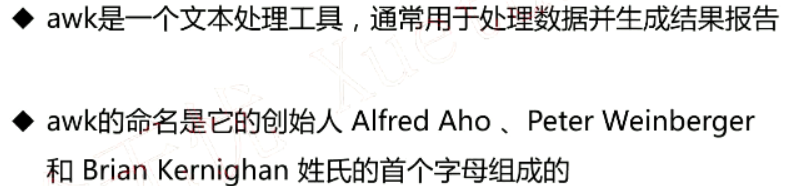 ◆ awk是一个文本处理工具，通常用于处理数据并生成结果报告
◆ awk的命名是它的创始人 Alfred Aho 、Peter Weinberger
和 Brian Kernighan 姓氏的首个字母组成的